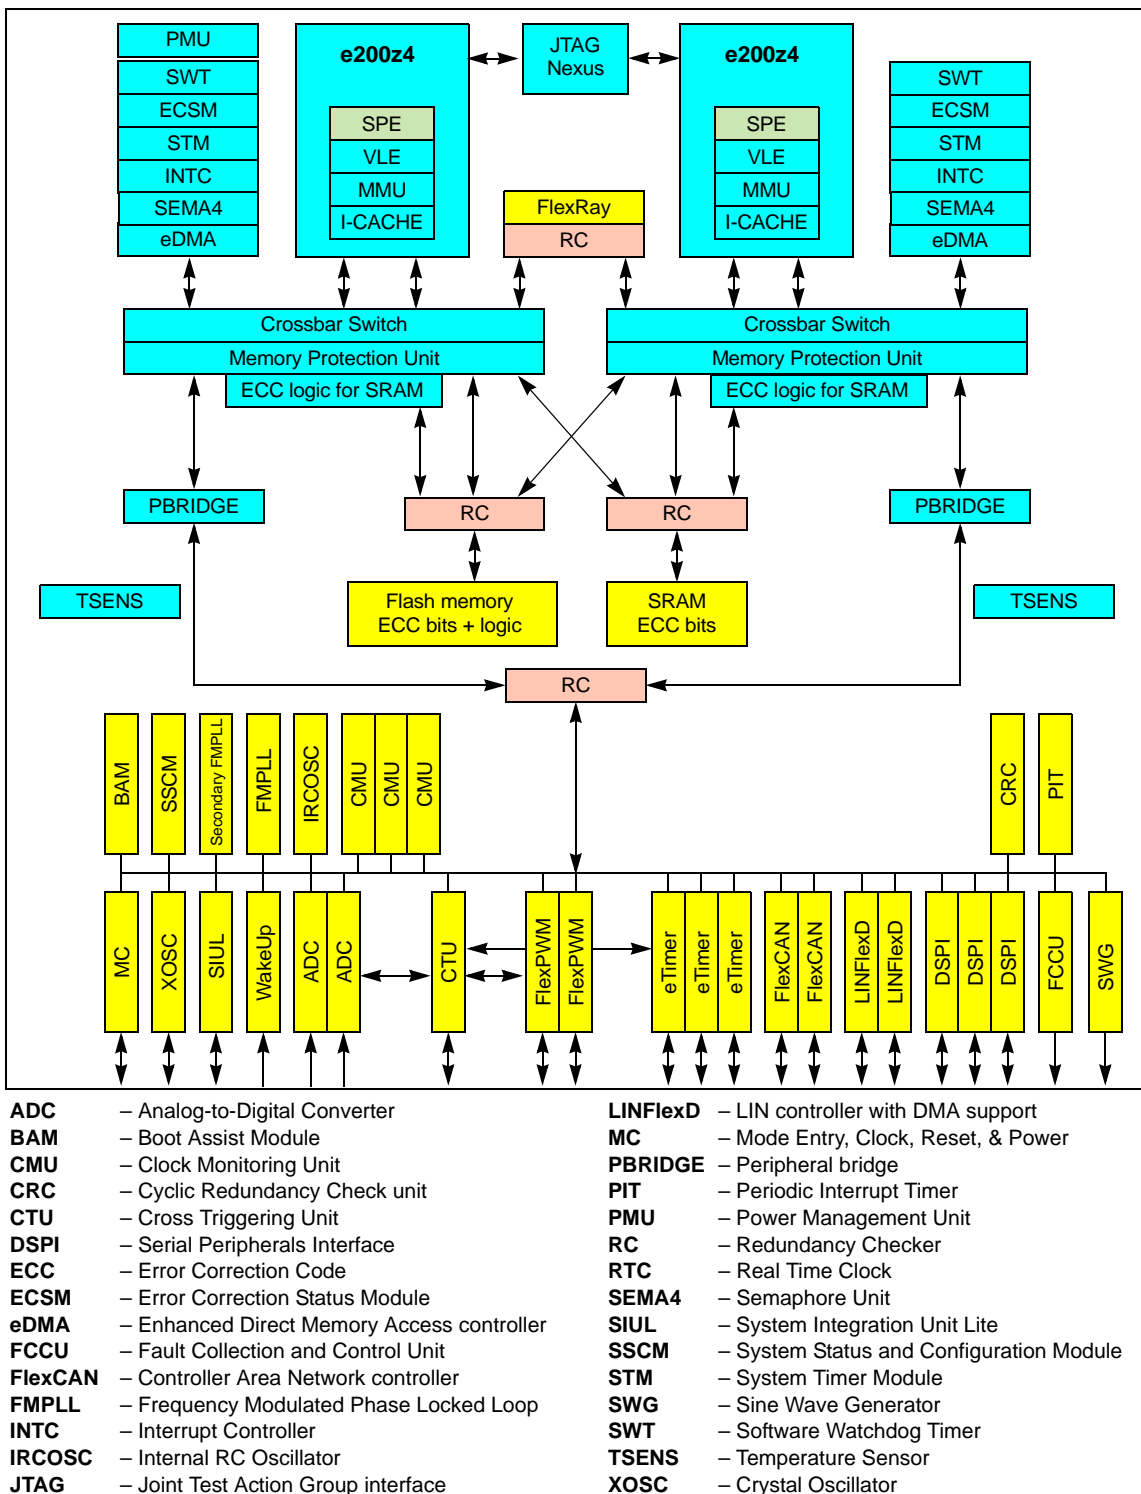 PMU
SWT
ECSM
STM
INTC
SEMA4
eDMA
e200z4
SPE
VLE
MMU
I-CACHE
JTAG
Nexus
FlexRay
RC
e200z4
SPE
VLE
MMU
I-CACHE
SWT
ECSM
STM
INTC
SEMA4
eDMA
Crossbar Switch
Memory Protection Unit
ECC logic for SRAM
Crossbar Switch
Memory Protection Unit
ECC logic for SRAM
PBRIDGE
RC
RC
PBRIDGE
TSENS
Flash memory
ECC bits + logic
SRAM
ECC bits
TSENS
RC
BAM
SSCM
Secondary FMPLL
FMPLL
IRCOSC
CMU
CMU
CMU
CRC
PIT
MC
XOSC
SIUL
WakeUp
ADC
ADC
CTU
FlexPWM
FlexPWM
eTimer
eTimer
eTimer
FlexCAN
FlexCAN
LINFlexD
LINFlexD
DSPI
DSPI
DSPI
FCCU
SWG
ADC – Analog-to-Digital Converter
BAM – Boot Assist Module
CMU – Clock Monitoring Unit
CRC – Cyclic Redundancy Check unit
CTU – Cross Triggering Unit
DSPI – Serial Peripherals Interface
ECC – Error Correction Code
ECSM – Error Correction Status Module
eDMA – Enhanced Direct Memory Access controller
FCCU – Fault Collection and Control Unit
FlexCAN – Controller Area Network controller
FMPLL – Frequency Modulated Phase Locked Loop
INTC – Interrupt Controller
IRCOSC – Internal RC Oscillator
JTAG – Joint Test Action Group interface
LINFlexD – LIN controller with DMA support
MC – Mode Entry, Clock, Reset, & Power
PBRIDGE – Peripheral bridge
PIT – Periodic Interrupt Timer
PMU – Power Management Unit
RC – Redundancy Checker
RTC – Real Time Clock
SEMA4 – Semaphore Unit
SIUL – System Integration Unit Lite
SSCM – System Status and Configuration Module
STM – System Timer Module
SWG – Sine Wave Generator
SWT – Software Watchdog Timer
TSENS – Temperature Sensor
XOSC – Crystal Oscillator